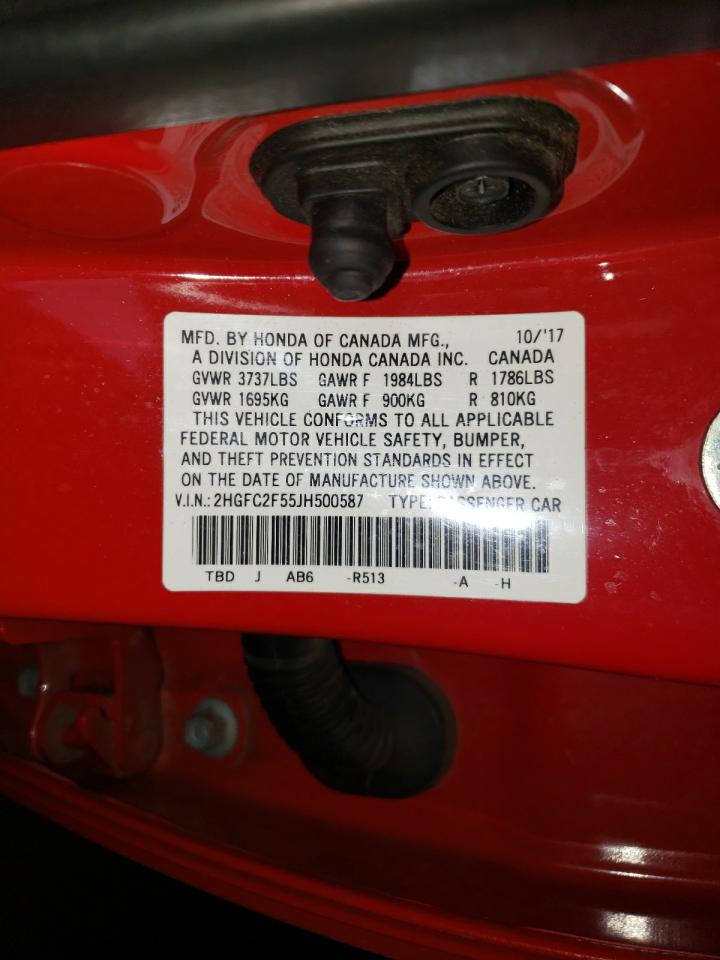 MFD. BY HONDA OF CANADA MFG., 10/'17
A DIVISION OF HONDA CANADA INC. CANADA
GVWR 3737LBS GAWR F 1984LBS R 1786LBS
GVWR 1695KG GAWR F 900KG R 810KG
THIS VEHICLE CONFORMS TO ALL APPLICABLE
FEDERAL MOTOR VEHICLE SAFETY, BUMPER,
AND THEFT PREVENTION STANDARDS IN EFFECT
ON THE DATE OF MANUFACTURE SHOWN ABOVE.
V.I.N.: 2HGFC2F55JH500587 TYPE: PASSENGER CAR
TBD J AB6 -R513 -A -H